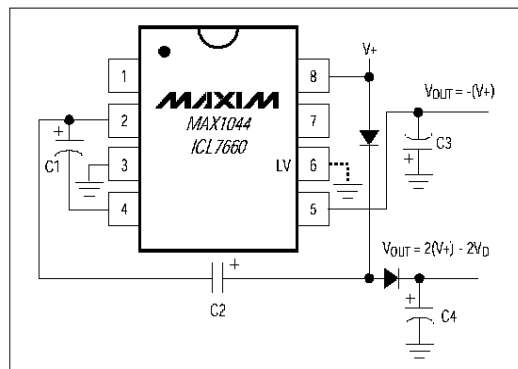 V+
1
8
MAXIM
VOUT = -(V+)
2
MAX1044
7
ICL7660
+
C1
3
LV
6
+
C3
4
5
VOUT = 2(V+) - 2VD
+
C2
+
C4